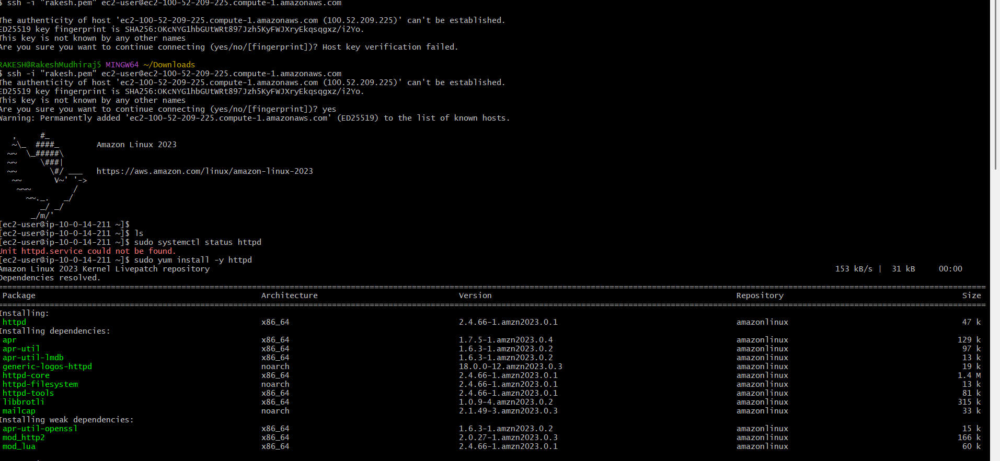 $ ssh -i "rakesh.pem" ec2-user@ec2-100-52-209-225.compute-1.amazonaws.com
The authenticity of host 'ec2-100-52-209-225.compute-1.amazonaws.com (100.52.209.225)' can't be established.
ED25519 key fingerprint is SHA256:OKcNYG1hbGUtWRt897Jzh5KyFWJXryEkqsqgxz/i2Yo.
This key is not known by any other names
Are you sure you want to continue connecting (yes/no/[fingerprint])? Host key verification failed.
RAKESH@RakeshMudhiraj5 MINGW64 ~/Downloads
$ ssh -i "rakesh.pem" ec2-user@ec2-100-52-209-225.compute-1.amazonaws.com
The authenticity of host 'ec2-100-52-209-225.compute-1.amazonaws.com (100.52.209.225)' can't be established.
ED25519 key fingerprint is SHA256:OKcNYG1hbGUtWRt897Jzh5KyFWJXryEkqsqgxz/i2Yo.
This key is not known by any other names
Are you sure you want to continue connecting (yes/no/[fingerprint])? yes
Warning: Permanently added 'ec2-100-52-209-225.compute-1.amazonaws.com' (ED25519) to the list of known hosts.
   ,     #_
   ~\_  ####_        Amazon Linux 2023
  ~~  \_#####\
  ~~     \###|
  ~~       \#/ ___   https://aws.amazon.com/linux/amazon-linux-2023
   ~~       V~' '->
    ~~~         /
      ~~._.   _/
         _/ _/
       _/m/'
[ec2-user@ip-10-0-14-211 ~]$
[ec2-user@ip-10-0-14-211 ~]$ ls
[ec2-user@ip-10-0-14-211 ~]$ sudo systemctl status httpd
Unit httpd.service could not be found.
[ec2-user@ip-10-0-14-211 ~]$ sudo yum install -y httpd
Amazon Linux 2023 Kernel Livepatch repository 153 kB/s | 31 kB 00:00
Dependencies resolved.
Package Architecture Version Repository Size
Installing:
httpd x86_64 2.4.66-1.amzn2023.0.1 amazonlinux 47 k
Installing dependencies:
apr x86_64 1.7.5-1.amzn2023.0.4 amazonlinux 129 k
apr-util x86_64 1.6.3-1.amzn2023.0.2 amazonlinux 97 k
apr-util-lmdb x86_64 1.6.3-1.amzn2023.0.2 amazonlinux 13 k
generic-logos-httpd noarch 18.0.0-12.amzn2023.0.3 amazonlinux 19 k
httpd-core x86_64 2.4.66-1.amzn2023.0.1 amazonlinux 1.4 M
httpd-filesystem noarch 2.4.66-1.amzn2023.0.1 amazonlinux 13 k
httpd-tools x86_64 2.4.66-1.amzn2023.0.1 amazonlinux 81 k
libbrotli x86_64 1.0.9-4.amzn2023.0.2 amazonlinux 315 k
mailcap noarch 2.1.49-3.amzn2023.0.3 amazonlinux 33 k
Installing weak dependencies:
apr-util-openssl x86_64 1.6.3-1.amzn2023.0.2 amazonlinux 15 k
mod_http2 x86_64 2.0.27-1.amzn2023.0.3 amazonlinux 166 k
mod_lua x86_64 2.4.66-1.amzn2023.0.1 amazonlinux 60 k